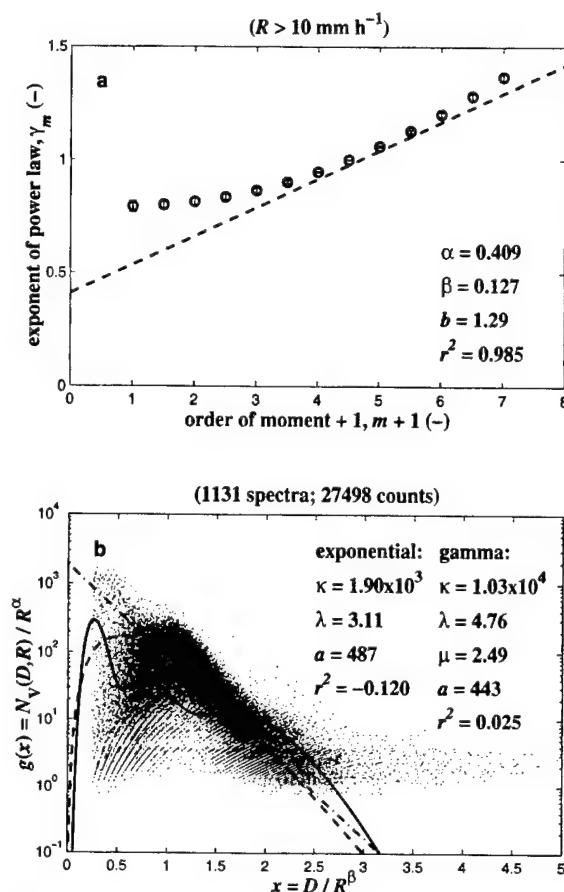 (R > 10 mm h⁻¹)
a
exponent of power law, γₘ (–)
1.5
1
0.5
0
α = 0.409
β = 0.127
b = 1.29
r² = 0.985
0 1 2 3 4 5 6 7 8
order of moment + 1, m + 1 (–)
(1131 spectra; 27498 counts)
b
g(x) = N_V(D,R) / R^α
10⁴
10³
10²
10¹
10⁰
10⁻¹
exponential: gamma:
κ = 1.90x10³ κ = 1.03x10⁴
λ = 3.11 λ = 4.76
a = 487 μ = 2.49
r² = −0.120 a = 443
r² = 0.025
0 0.5 1 1.5 2 2.5 3 3.5 4 4.5 5
x = D / R^β